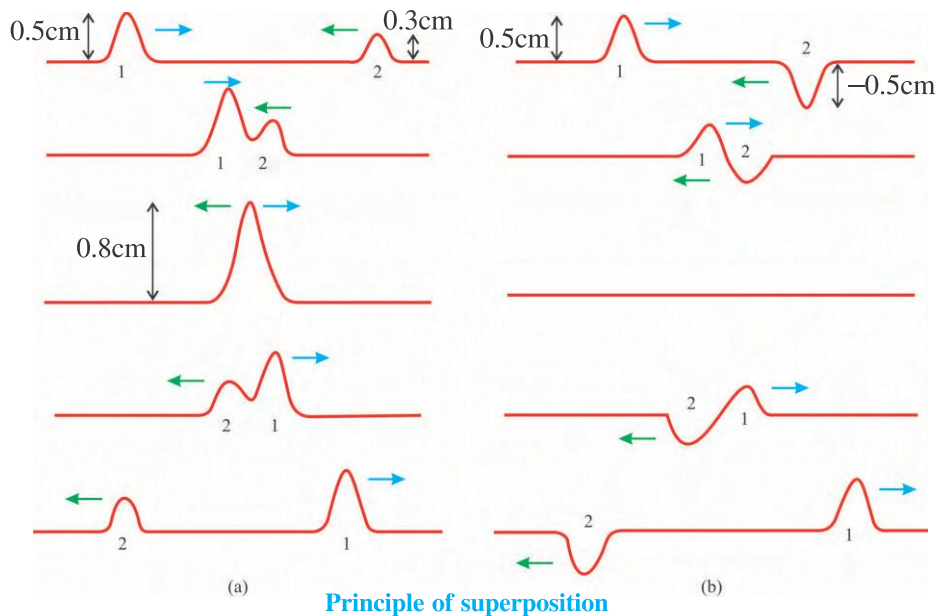 0.5cm
0.3cm
1
2
1 2
0.8cm
2 1
2
1
(a)
0.5cm
2
1
−0.5cm
1 2
2
1
2
1
(b)
Principle of superposition